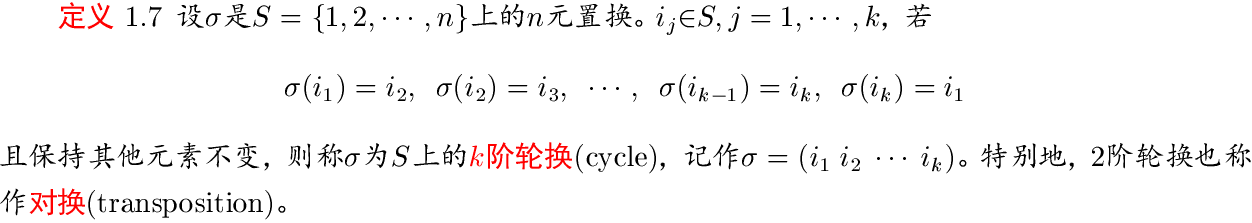 定义 1.7 设σ是S = {1, 2, ⋯ , n}上的n元置换。i_j∈S, j = 1, ⋯ , k，若
σ(i_1) = i_2, σ(i_2) = i_3, ⋯ , σ(i_{k−1}) = i_k, σ(i_k) = i_1
且保持其他元素不变，则称σ为S上的k阶轮换(cycle)，记作σ = (i_1 i_2 ⋯ i_k)。特别地，2阶轮换也称
作对换(transposition)。